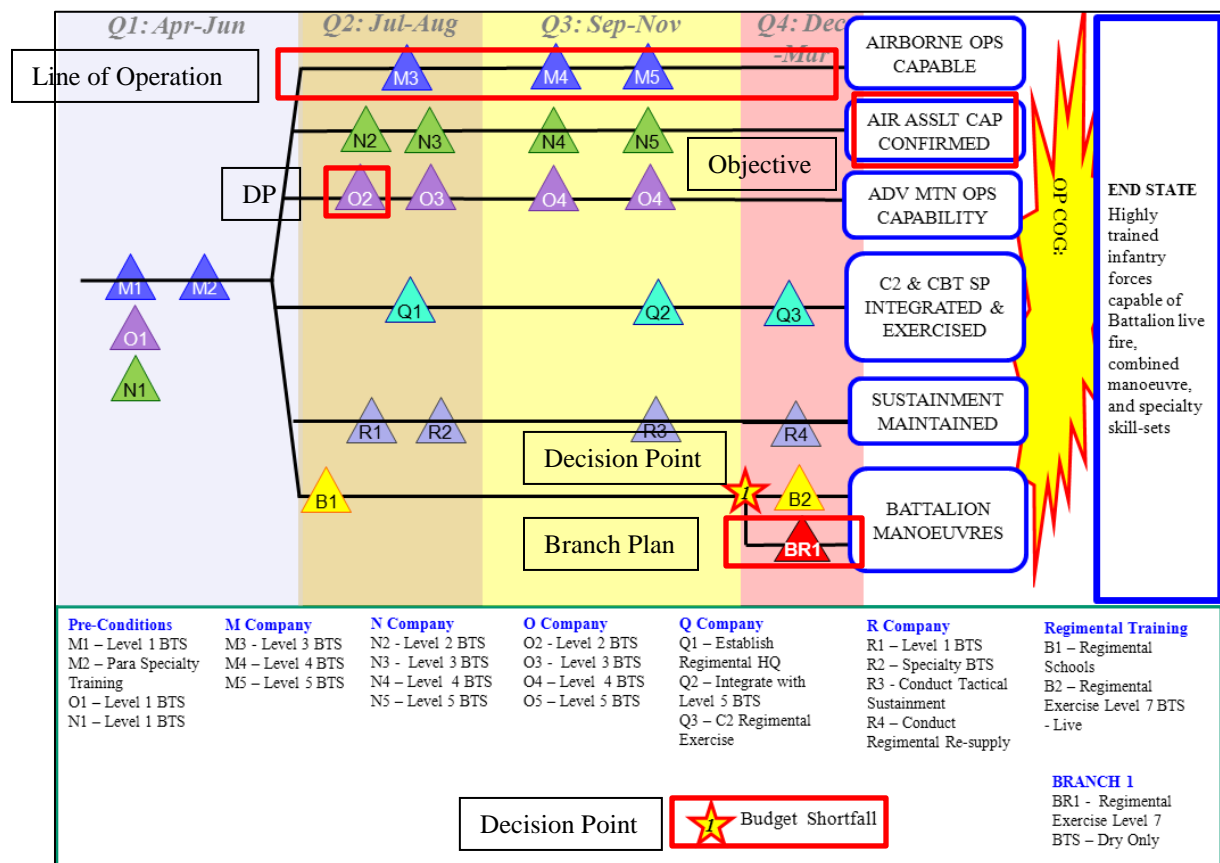 Q1: Apr-Jun
Q2: Jul-Aug
Q3: Sep-Nov
Q4: Dec
-Mar
Line of Operation
M3
M4
M5
AIRBORNE OPS
CAPABLE
N2
N3
N4
N5
Objective
AIR ASSLT CAP
CONFIRMED
DP
O2
O3
O4
O4
ADV MTN OPS
CAPABILITY
M1
M2
O1
N1
Q1
Q2
Q3
C2 & CBT SP
INTEGRATED &
EXERCISED
R1
R2
R3
R4
SUSTAINMENT
MAINTAINED
Decision Point
B1
1
B2
BATTALION
MANOEUVRES
Branch Plan
BR1
OP COG:
END STATE
Highly
trained
infantry
forces
capable of
Battalion live
fire,
combined
manoeuvre,
and specialty
skill-sets
Pre-Conditions
M1 – Level 1 BTS
M2 – Para Specialty
Training
O1 – Level 1 BTS
N1 – Level 1 BTS
M Company
M3 - Level 3 BTS
M4 – Level 4 BTS
M5 – Level 5 BTS
N Company
N2 - Level 2 BTS
N3 - Level 3 BTS
N4 – Level 4 BTS
N5 – Level 5 BTS
O Company
O2 - Level 2 BTS
O3 - Level 3 BTS
O4 – Level 4 BTS
O5 – Level 5 BTS
Q Company
Q1 – Establish
Regimental HQ
Q2 – Integrate with
Level 5 BTS
Q3 – C2 Regimental
Exercise
R Company
R1 – Level 1 BTS
R2 – Specialty BTS
R3 - Conduct Tactical
Sustainment
R4 – Conduct
Regimental Re-supply
Regimental Training
B1 – Regimental
Schools
B2 – Regimental
Exercise Level 7 BTS
- Live
BRANCH 1
BR1 - Regimental
Exercise Level 7
BTS – Dry Only
Decision Point
1 Budget Shortfall